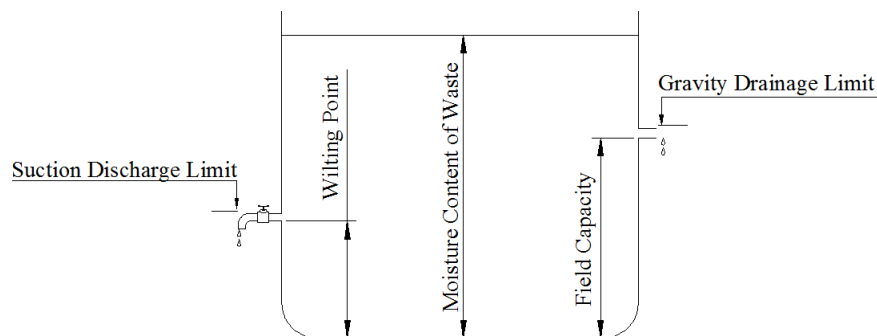 Suction Discharge Limit
Wilting Point
Moisture Content of Waste
Field Capacity
Gravity Drainage Limit